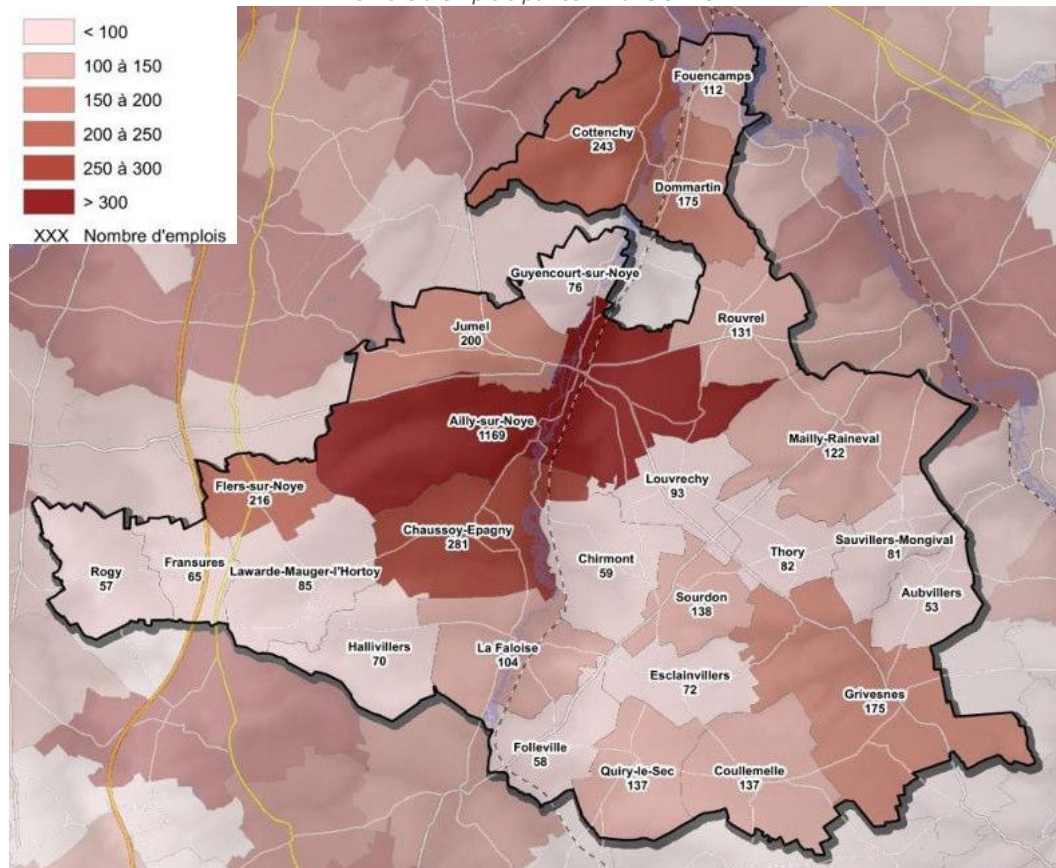 < 100
100 à 150
150 à 200
200 à 250
250 à 300
> 300
XXX Nombre d'emplois
Fouencamps
112
Cottenchy
243
Dommartin
175
Guyencourt-sur-Noye
76
Jumel
200
Rouvrel
131
Ailly-sur-Noye
1169
Mailly-Raineval
122
Louvrechy
93
Flers-sur-Noye
216
Chaussoy-Epagny
281
Thory
82
Sauvillers-Mongival
81
Chirmont
59
Rogy
57
Fransures
65
Lawarde-Mauger-l'Hortoy
85
Aubvillers
53
Sourdon
138
Hallivillers
70
La Faloise
104
Esclainvillers
72
Grivesnes
175
Folleville
58
Quiry-le-Sec
137
Coullemelle
137